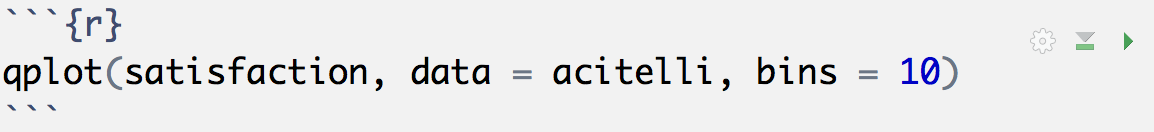 ```{r}
qplot(satisfaction, data = acitelli, bins = 10)
```